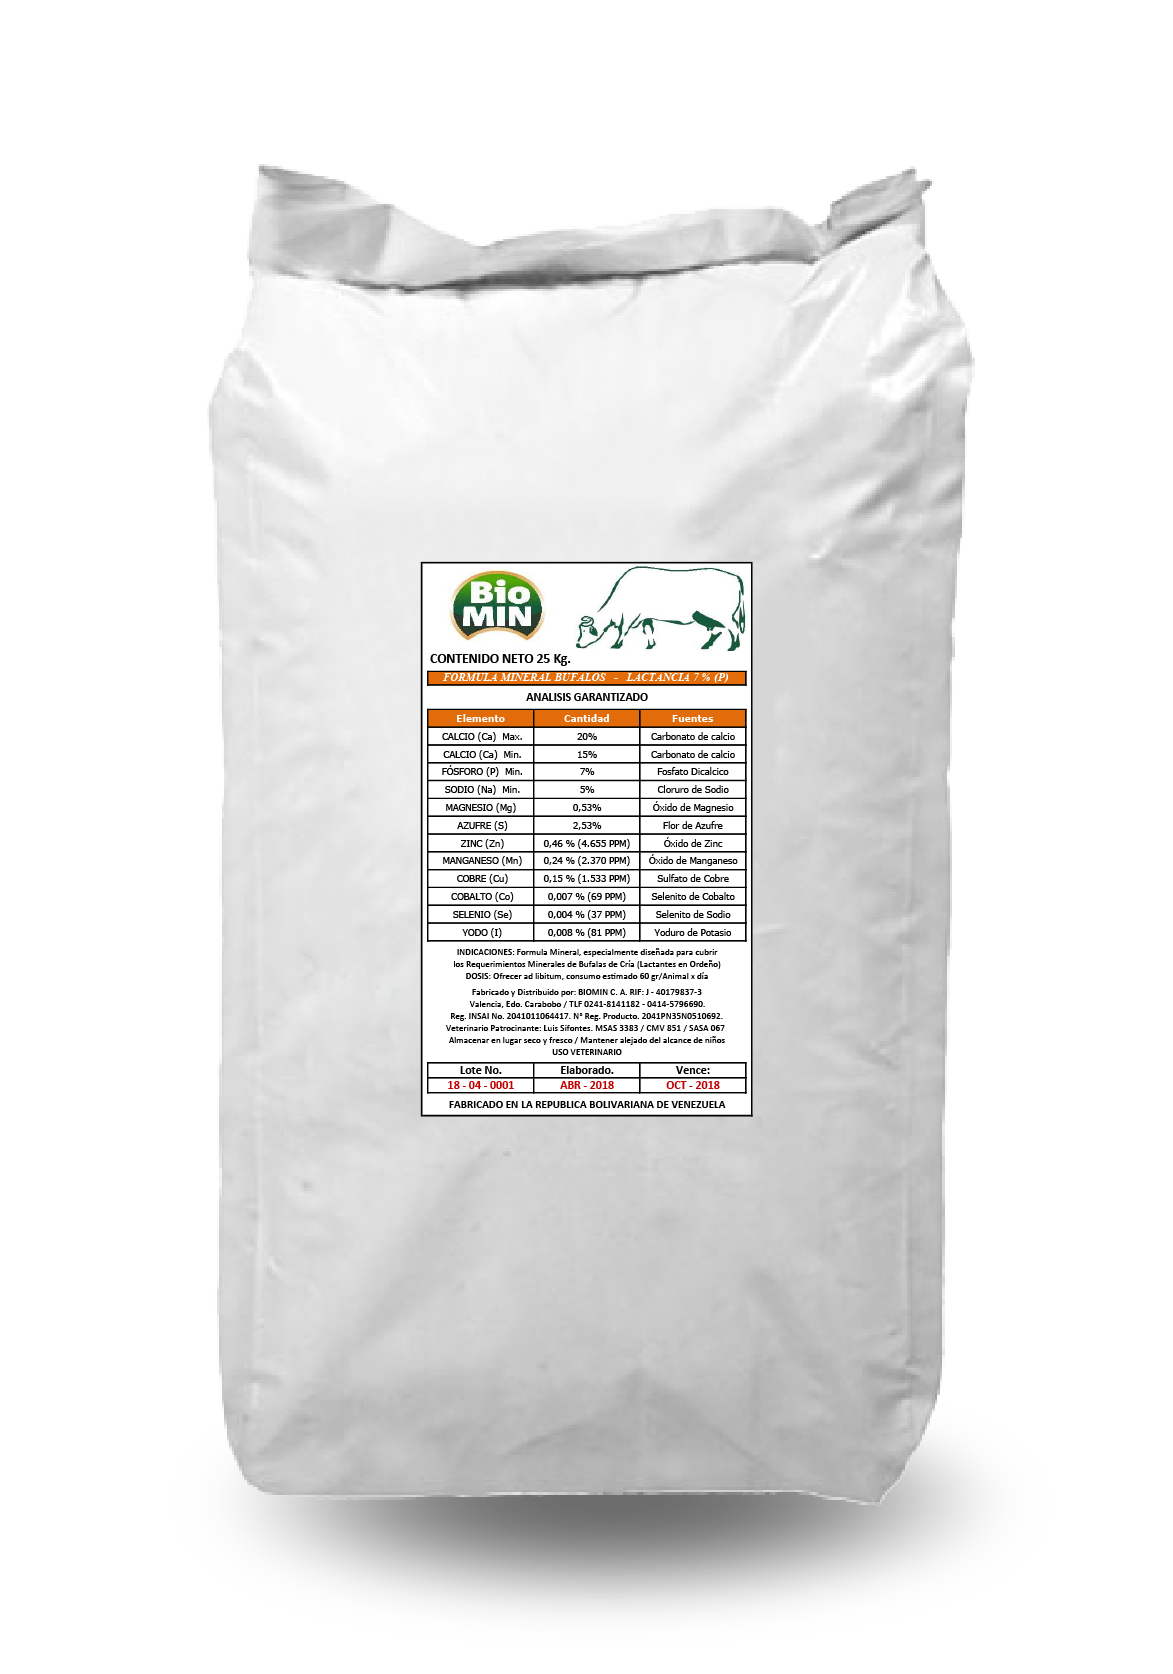 Bio
MIN
CONTENIDO NETO 25 Kg.
FORMULA MINERAL BUFALOS - LACTANCIA 7 % (P)
ANALISIS GARANTIZADO
Elemento Cantidad Fuentes
CALCIO (Ca) Max. 20% Carbonato de calcio
CALCIO (Ca) Min. 15% Carbonato de calcio
FÓSFORO (P) Min. 7% Fosfato Dicalcico
SODIO (Na) Min. 5% Cloruro de Sodio
MAGNESIO (Mg) 0,53% Óxido de Magnesio
AZUFRE (S) 2,53% Flor de Azufre
ZINC (Zn) 0,46 % (4.655 PPM) Óxido de Zinc
MANGANESO (Mn) 0,24 % (2.370 PPM) Óxido de Manganeso
COBRE (Cu) 0,15 % (1.533 PPM) Sulfato de Cobre
COBALTO (Co) 0,007 % (69 PPM) Selenito de Cobalto
SELENIO (Se) 0,004 % (37 PPM) Selenito de Sodio
YODO (I) 0,008 % (81 PPM) Yoduro de Potasio
INDICACIONES: Formula Mineral, especialmente diseñada para cubrir
los Requerimientos Minerales de Bufalas de Cría (Lactantes en Ordeño)
DOSIS: Ofrecer ad libitum, consumo estimado 60 gr/Animal x día
Fabricado y Distribuido por: BIOMIN C. A. RIF: J - 40179837-3
Valencia, Edo. Carabobo / TLF 0241-8141182 - 0414-5796690.
Reg. INSAI No. 2041011064417. N° Reg. Producto. 2041PN35N0510692.
Veterinario Patrocinante: Luis Sifontes. MSAS 3383 / CMV 851 / SASA 067
Almacenar en lugar seco y fresco / Mantener alejado del alcance de niños
USO VETERINARIO
Lote No. Elaborado. Vence:
18 - 04 - 0001 ABR - 2018 OCT - 2018
FABRICADO EN LA REPUBLICA BOLIVARIANA DE VENEZUELA